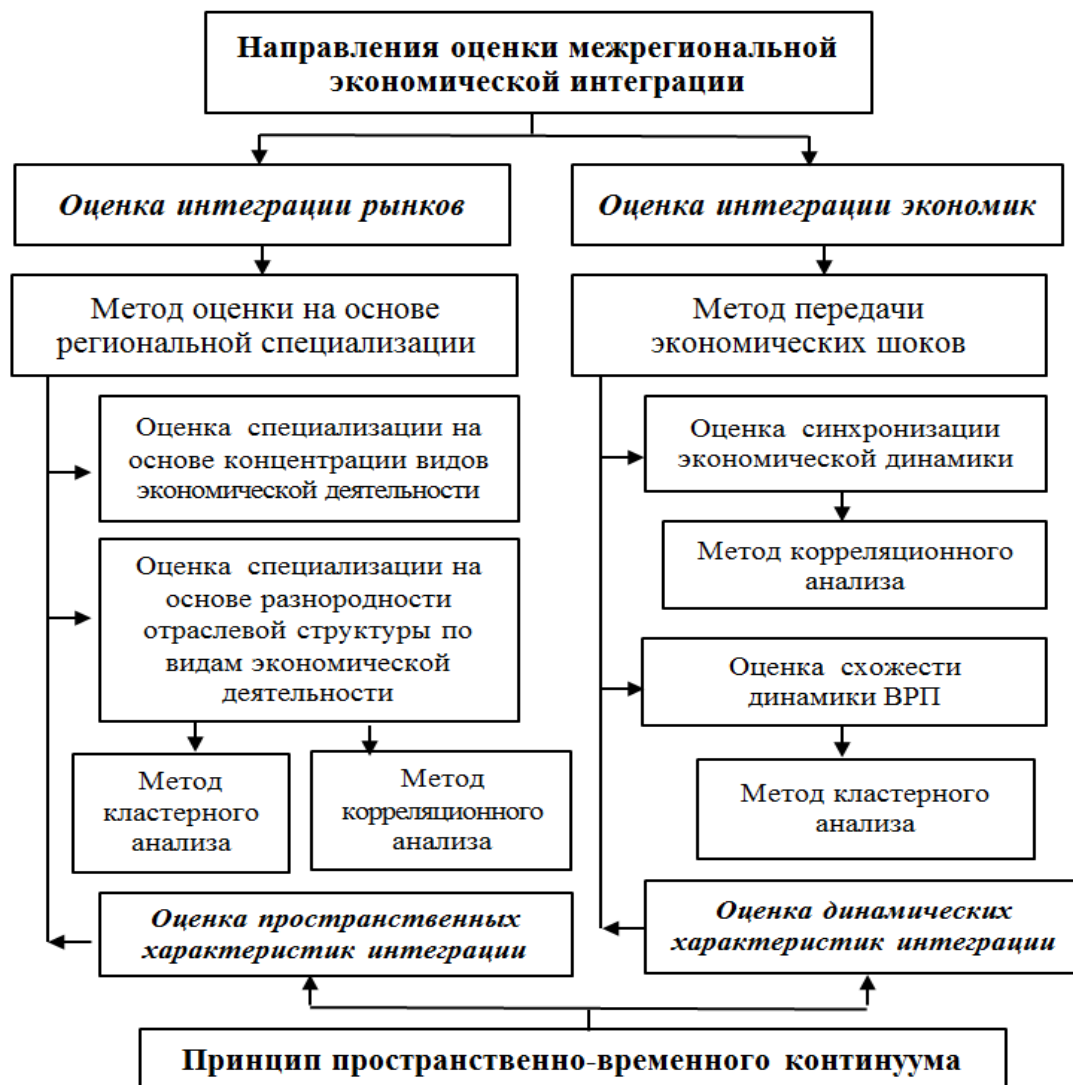 Направления оценки межрегиональной
экономической интеграции
Оценка интеграции рынков
Оценка интеграции экономик
Метод оценки на основе
региональной специализации
Метод передачи
экономических шоков
Оценка специализации на
основе концентрации видов
экономической деятельности
Оценка синхронизации
экономической динамики
Метод корреляционного
анализа
Оценка специализации на
основе разнородности
отраслевой структуры по
видам экономической
деятельности
Оценка схожести
динамики ВРП
Метод
кластерного
анализа
Метод
корреляционного
анализа
Метод кластерного
анализа
Оценка пространственных
характеристик интеграции
Оценка динамических
характеристик интеграции
Принцип пространственно-временного континуума